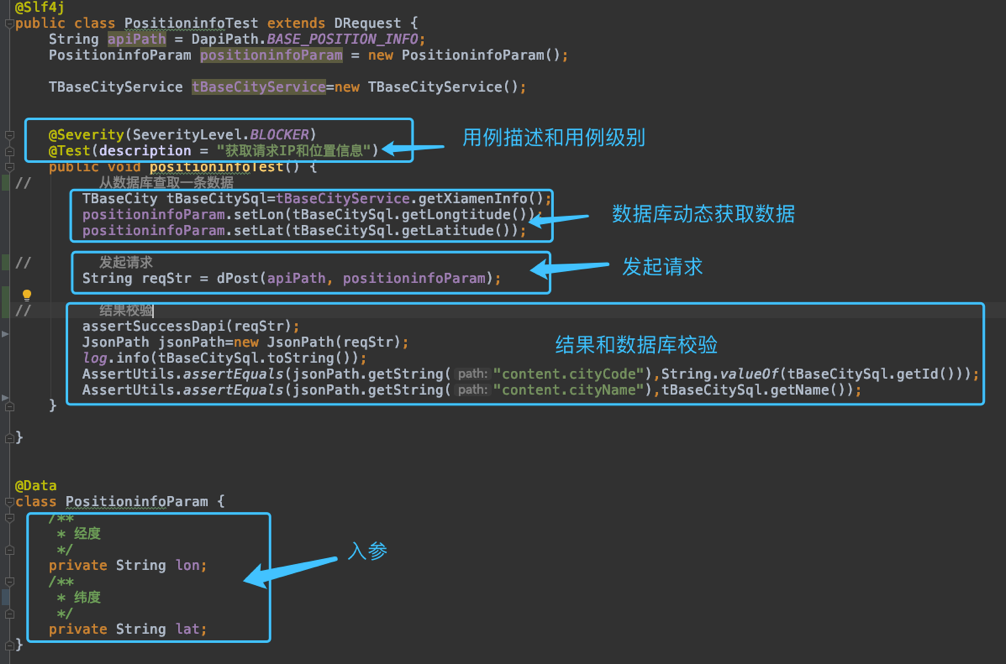 @Slf4j
public class PositioninfoTest extends DRequest {
String apiPath = DapiPath.BASE_POSITION_INFO;
PositioninfoParam positioninfoParam = new PositioninfoParam();
TBaseCityService tBaseCityService=new TBaseCityService();
@Severity(SeverityLevel.BLOCKER) 用例描述和用例级别
@Test(description = "获取请求IP和位置信息")
public void positioninfoTest() {
// 从数据库查取一条数据
TBaseCity tBaseCitySql=tBaseCityService.getXiamenInfo();
positioninfoParam.setLon(tBaseCitySql.getLongtitude()); 数据库动态获取数据
positioninfoParam.setLat(tBaseCitySql.getLatitude());
// 发起请求 发起请求
String reqStr = dPost(apiPath, positioninfoParam);
// 结果校验
assertSuccessDapi(reqStr);
JsonPath jsonPath=new JsonPath(reqStr); 结果和数据库校验
log.info(tBaseCitySql.toString());
AssertUtils.assertEquals(jsonPath.getString( path: "content.cityCode"),String.valueOf(tBaseCitySql.getId()));
AssertUtils.assertEquals(jsonPath.getString( path: "content.cityName"),tBaseCitySql.getName());
}
}
@Data
class PositioninfoParam {
/**
* 经度
*/ 入参
private String lon;
/**
* 纬度
*/
private String lat;
}